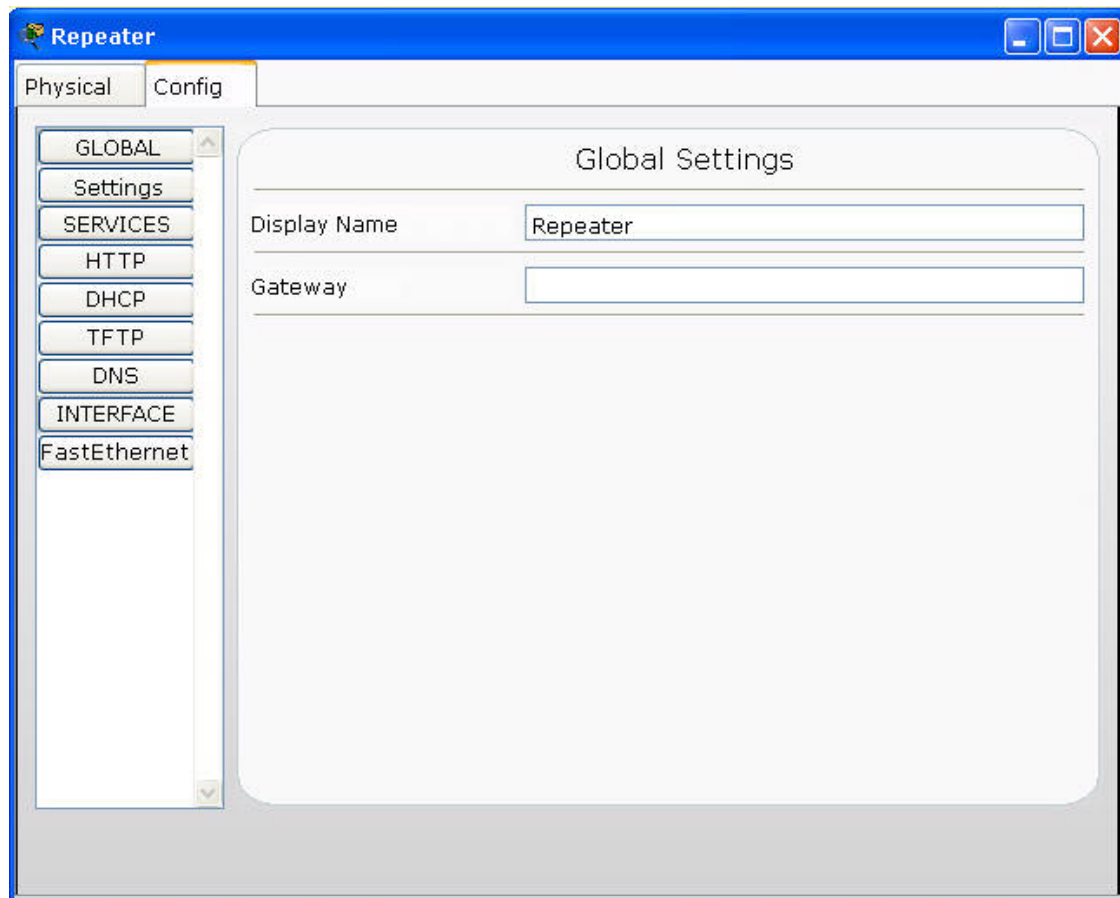 Repeater
Physical
Config
GLOBAL
Settings
SERVICES
HTTP
DHCP
TFTP
DNS
INTERFACE
FastEthernet
Global Settings
Display Name
Repeater
Gateway